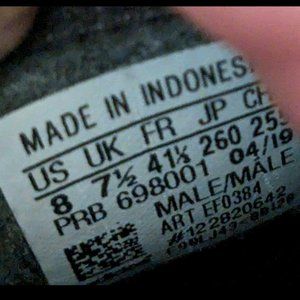 MADE IN INDONES
US UK FR JP CH
8 7½ 41⅓ 260 255
PRB 698001 04/19
MALE/MÂLE
ART EF0384
#122820642